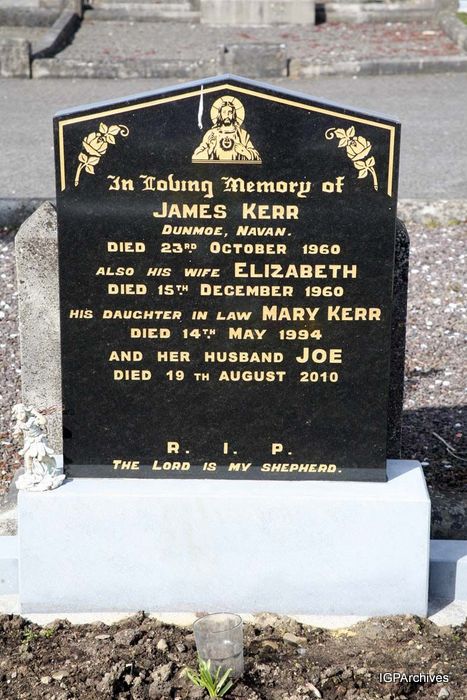 In Loving Memory of
JAMES KERR
DUNMOE, NAVAN.
DIED 23RD OCTOBER 1960
ALSO HIS WIFE ELIZABETH
DIED 15TH DECEMBER 1960
HIS DAUGHTER IN LAW MARY KERR
DIED 14TH MAY 1994
AND HER HUSBAND JOE
DIED 19 TH AUGUST 2010
R. I. P.
THE LORD IS MY SHEPHERD.
IGPArchives